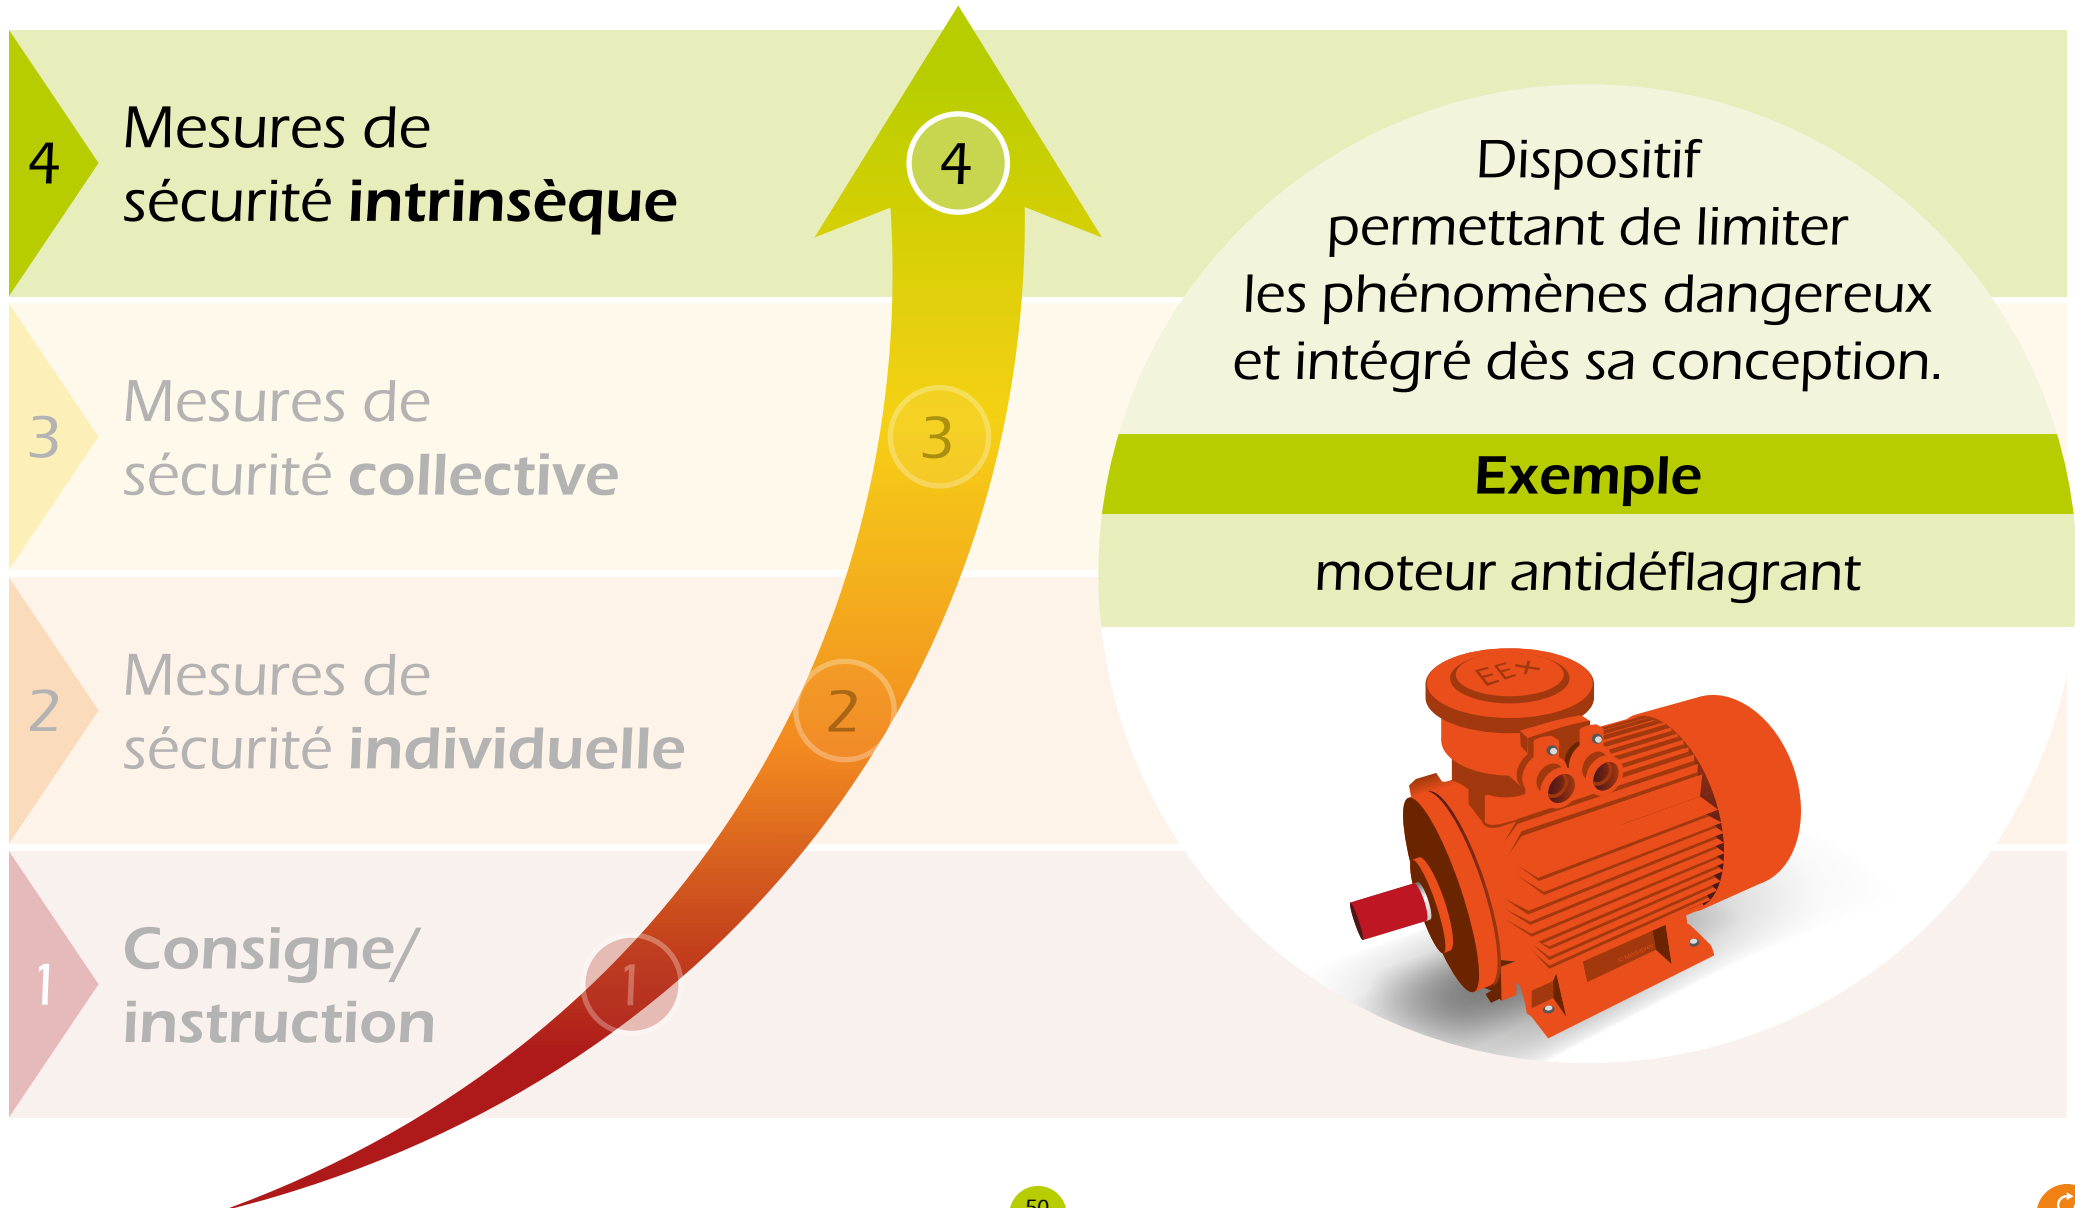 4
Mesures de
sécurité intrinsèque
4
Dispositif
permettant de limiter
les phénomènes dangereux
et intégré dès sa conception.
3
Mesures de
sécurité collective
3
Exemple
moteur antidéflagrant
EEX
2
Mesures de
sécurité individuelle
2
1
Consigne/
instruction
1
50